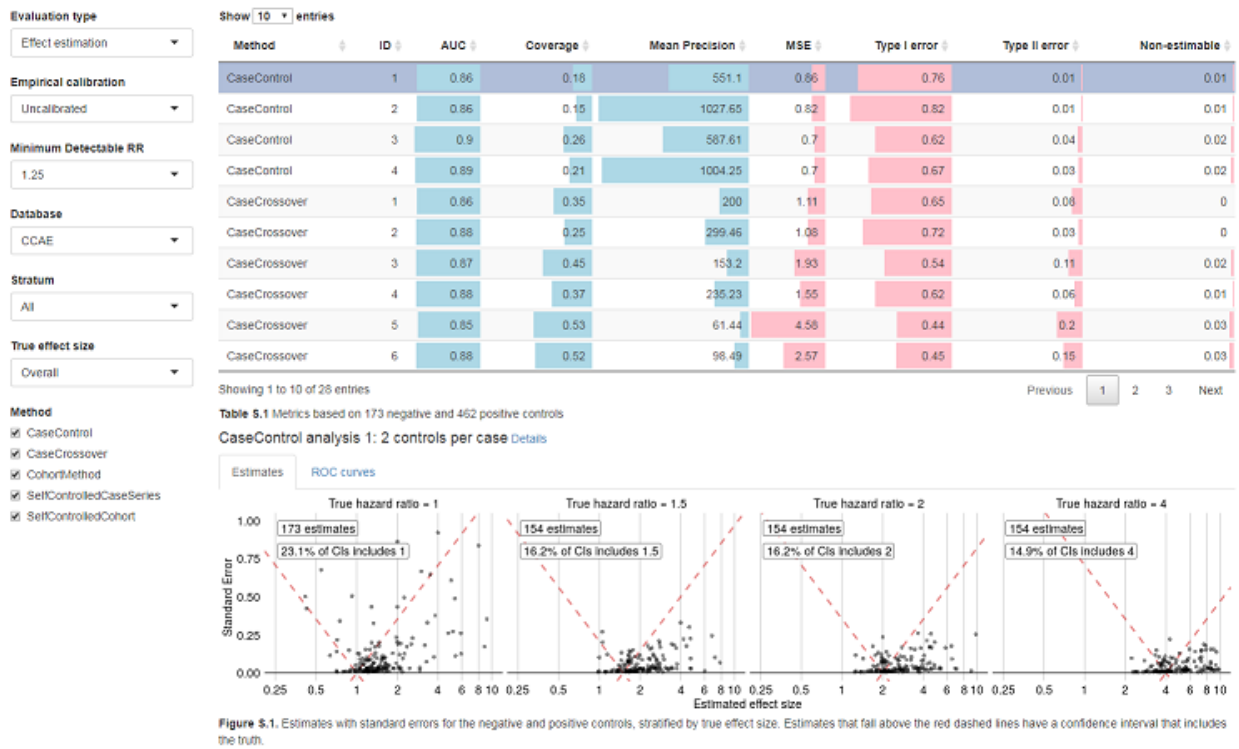 Evaluation type
Effect estimation
Empirical calibration
Uncalibrated
Minimum Detectable RR
1.25
Database
CCAE
Stratum
All
True effect size
Overall
Method
CaseControl
CaseCrossover
CohortMethod
SelfControlledCaseSeries
SelfControlledCohort
Show 10 entries
Method ID AUC Coverage Mean Precision MSE Type I error Type II error Non-estimable
CaseControl 1 0.86 0.18 551.1 0.86 0.76 0.01 0.01
CaseControl 2 0.86 0.15 1027.65 0.82 0.82 0.01 0.01
CaseControl 3 0.9 0.26 587.61 0.7 0.62 0.04 0.02
CaseControl 4 0.89 0.21 1004.25 0.7 0.67 0.03 0.02
CaseCrossover 1 0.86 0.35 200 1.11 0.65 0.08 0
CaseCrossover 2 0.88 0.25 299.46 1.08 0.72 0.03 0
CaseCrossover 3 0.87 0.45 153.2 1.93 0.54 0.11 0.02
CaseCrossover 4 0.88 0.37 235.23 1.55 0.62 0.06 0.01
CaseCrossover 5 0.85 0.53 61.44 4.58 0.44 0.2 0.03
CaseCrossover 6 0.88 0.52 98.49 2.57 0.45 0.15 0.03
Showing 1 to 10 of 28 entries
Previous 1 2 3 Next
Table S.1 Metrics based on 173 negative and 462 positive controls
CaseControl analysis 1: 2 controls per case Details
Estimates ROC curves
True hazard ratio = 1 True hazard ratio = 1.5 True hazard ratio = 2 True hazard ratio = 4
173 estimates 154 estimates 154 estimates 154 estimates
23.1% of CIs includes 1 16.2% of CIs includes 1.5 16.2% of CIs includes 2 14.9% of CIs includes 4
Standard Error
1.00
0.75
0.50
0.25
0.00
0.25 0.5 1 2 4 6 8 10 0.25 0.5 1 2 4 6 8 10 0.25 0.5 1 2 4 6 8 10 0.25 0.5 1 2 4 6 8 10
Estimated effect size
Figure S.1. Estimates with standard errors for the negative and positive controls, stratified by true effect size. Estimates that fall above the red dashed lines have a confidence interval that includes
the truth.